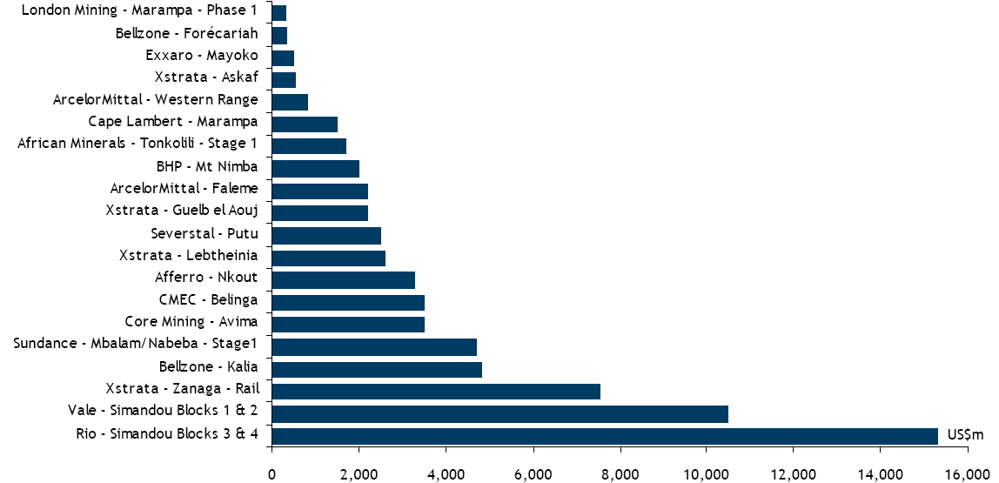 London Mining - Marampa - Phase 1
Bellzone - Forécariah
Exxaro - Mayoko
Xstrata - Askaf
ArcelorMittal - Western Range
Cape Lambert - Marampa
African Minerals - Tonkolili - Stage 1
BHP - Mt Nimba
ArcelorMittal - Faleme
Xstrata - Guelb el Aouj
Severstal - Putu
Xstrata - Lebtheinia
Afferro - Nkout
CMEC - Belinga
Core Mining - Avima
Sundance - Mbalam/Nabeba - Stage1
Bellzone - Kalia
Xstrata - Zanaga - Rail
Vale - Simandou Blocks 1 & 2
Rio - Simandou Blocks 3 & 4 US$m
0 2,000 4,000 6,000 8,000 10,000 12,000 14,000 16,000